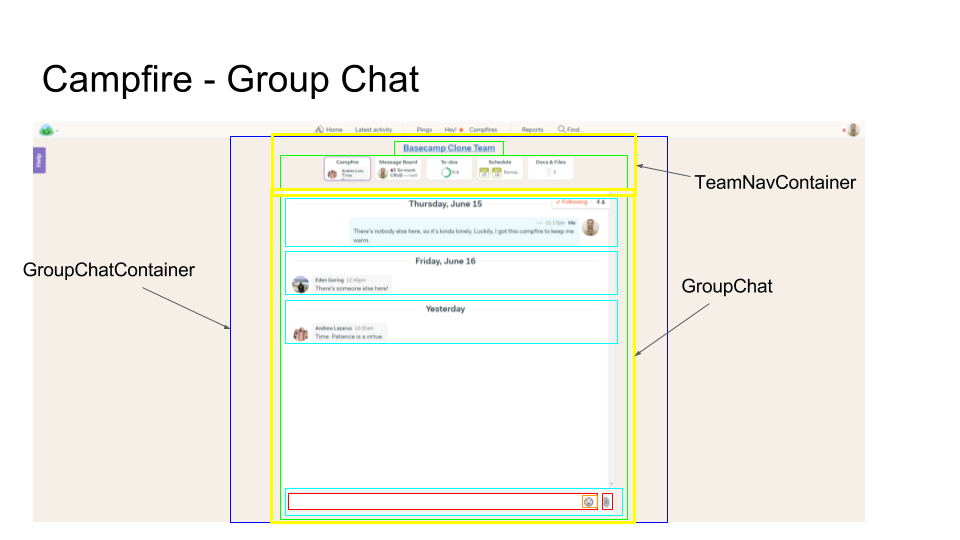 Campfire - Group Chat
Home Latest activity Pings Hey! Campfires Reports Find...
Help
Basecamp Clone Team
Campfire Message Board To-dos Schedule Docs & Files
TeamNavContainer
Thursday, June 15
Following 4
11:17pm Me
There's nobody else here, so it's kinda lonely. Luckily, I got this campfire to keep me
warm.
Friday, June 16
GroupChatContainer
Eden Gering 12:40pm
There's someone else here!
GroupChat
Yesterday
Andrew Lazarus 10:35am
Time. Patience is a virtue.